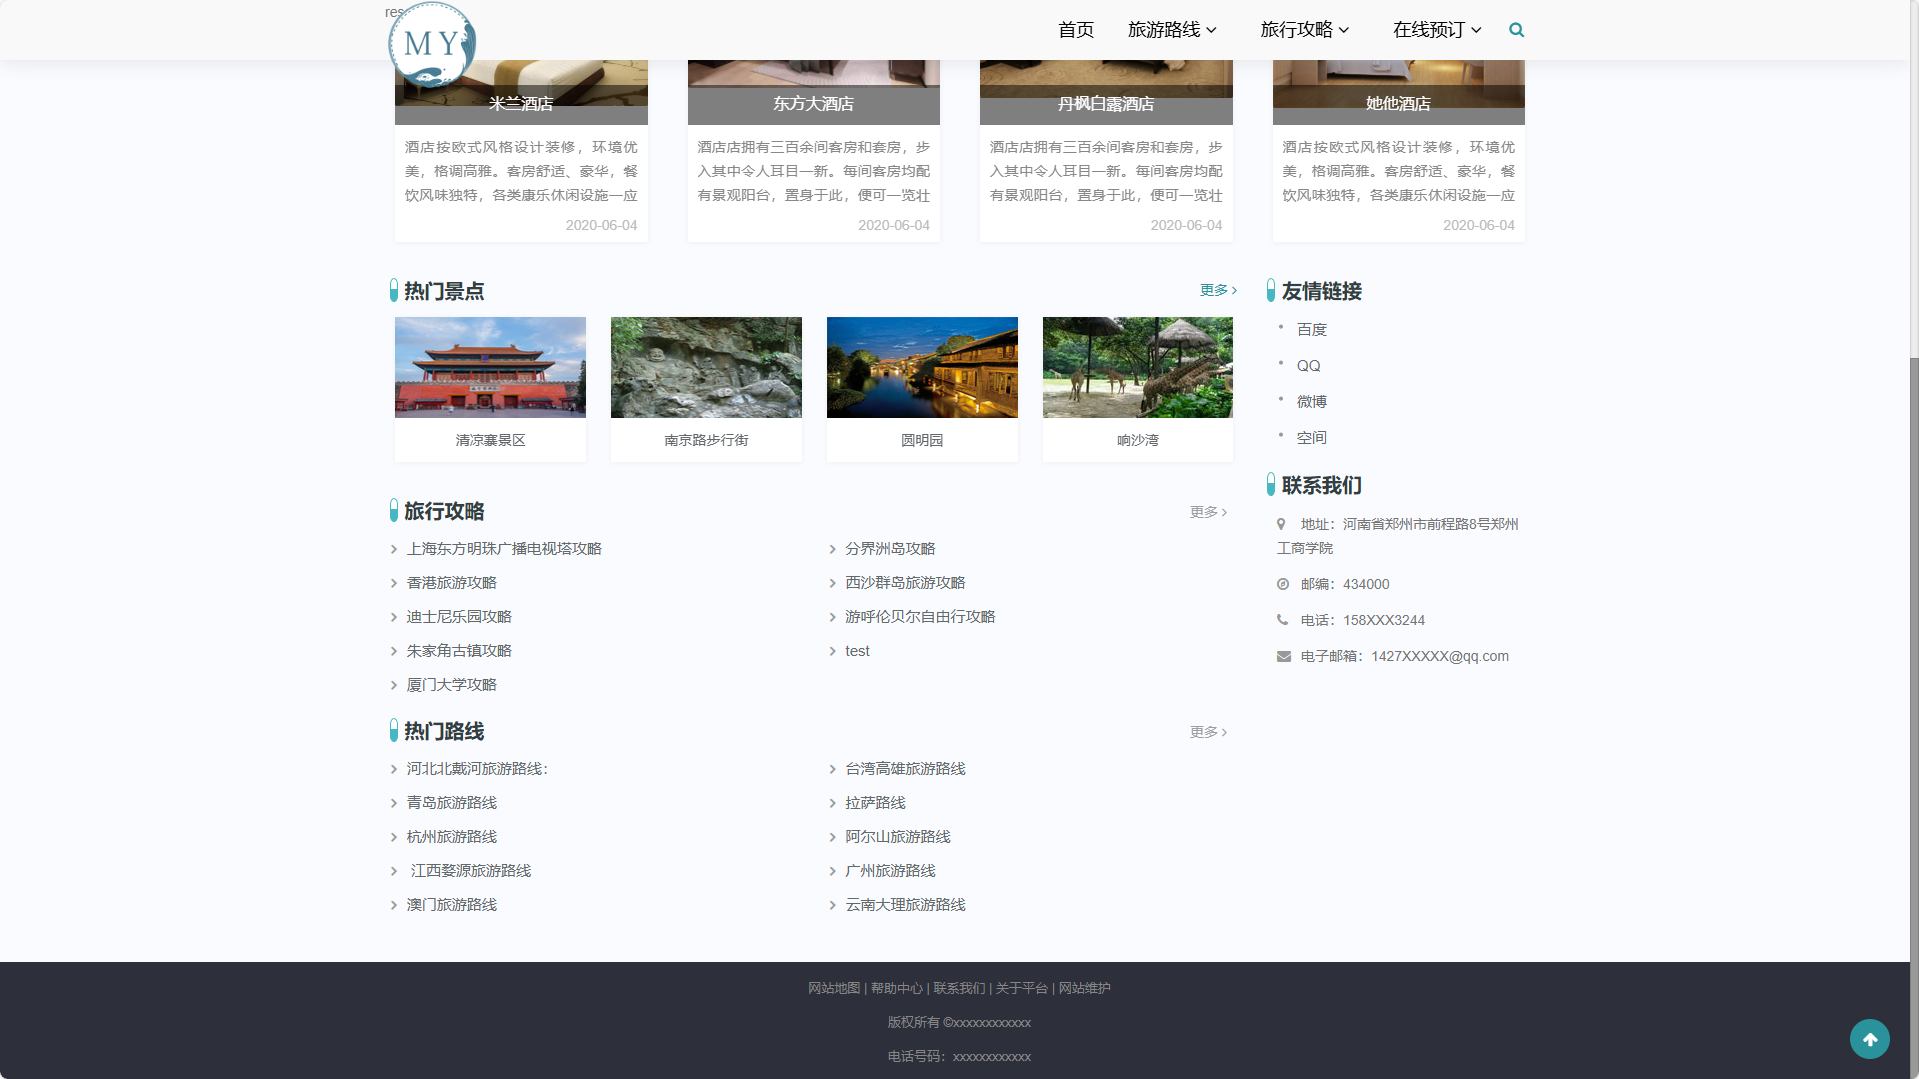 res
MY
首页 旅游路线 旅行攻略 在线预订
米兰酒店
酒店按欧式风格设计装修，环境优
美，格调高雅。客房舒适、豪华，餐
饮风味独特，各类康乐休闲设施一应
2020-06-04
东方大酒店
酒店店拥有三百余间客房和套房，步
入其中令人耳目一新。每间客房均配
有景观阳台，置身于此，便可一览壮
2020-06-04
丹枫白露酒店
酒店店拥有三百余间客房和套房，步
入其中令人耳目一新。每间客房均配
有景观阳台，置身于此，便可一览壮
2020-06-04
她他酒店
酒店按欧式风格设计装修，环境优
美，格调高雅。客房舒适、豪华，餐
饮风味独特，各类康乐休闲设施一应
2020-06-04
热门景点 更多
清凉寨景区
南京路步行街
圆明园
响沙湾
旅行攻略 更多
上海东方明珠广播电视塔攻略
分界洲岛攻略
香港旅游攻略
西沙群岛旅游攻略
迪士尼乐园攻略
游呼伦贝尔自由行攻略
朱家角古镇攻略
test
厦门大学攻略
热门路线 更多
河北北戴河旅游路线：
台湾高雄旅游路线
青岛旅游路线
拉萨路线
杭州旅游路线
阿尔山旅游路线
江西婺源旅游路线
广州旅游路线
澳门旅游路线
云南大理旅游路线
友情链接
百度
QQ
微博
空间
联系我们
地址：河南省郑州市前程路8号郑州
工商学院
邮编：434000
电话：158XXX3244
电子邮箱：1427XXXXX@qq.com
网站地图 | 帮助中心 | 联系我们 | 关于平台 | 网站维护
版权所有 ©xxxxxxxxxxxx
电话号码：xxxxxxxxxxxx